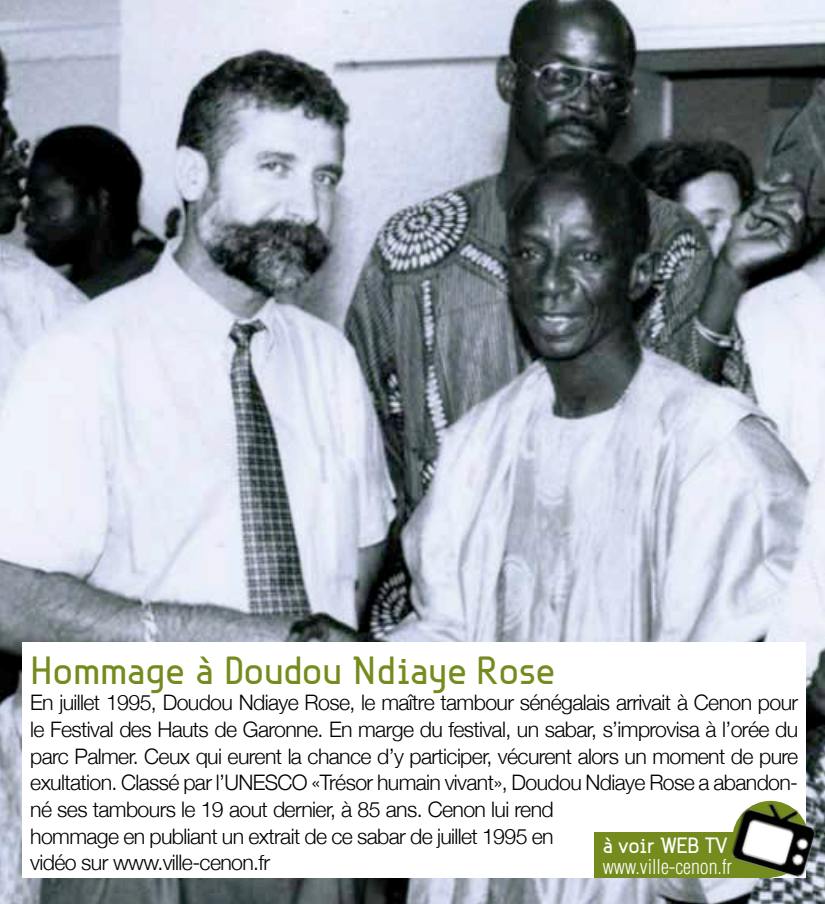 Hommage à Doudou Ndiaye Rose
En juillet 1995, Doudou Ndiaye Rose, le maître tambour sénégalais arrivait à Cenon pour
le Festival des Hauts de Garonne. En marge du festival, un sabar, s'improvisa à l'orée du
parc Palmer. Ceux qui eurent la chance d'y participer, vécurent alors un moment de pure
exultation. Classé par l'UNESCO «Trésor humain vivant», Doudou Ndiaye Rose a abandon-
né ses tambours le 19 aout dernier, à 85 ans. Cenon lui rend
hommage en publiant un extrait de ce sabar de juillet 1995 en
vidéo sur www.ville-cenon.fr
à voir WEB TV
www.ville-cenon.fr